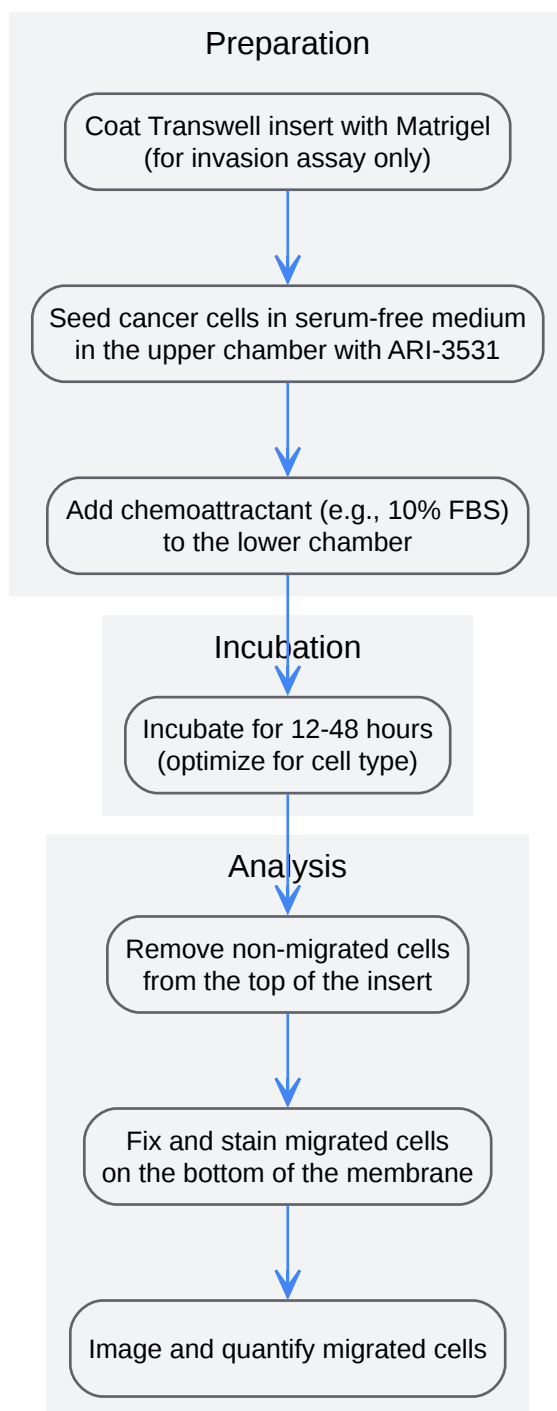 Preparation
Coat Transwell insert with Matrigel
(for invasion assay only)
Seed cancer cells in serum-free medium
in the upper chamber with ARI-3531
Add chemoattractant (e.g., 10% FBS)
to the lower chamber
Incubation
Incubate for 12-48 hours
(optimize for cell type)
Analysis
Remove non-migrated cells
from the top of the insert
Fix and stain migrated cells
on the bottom of the membrane
Image and quantify migrated cells